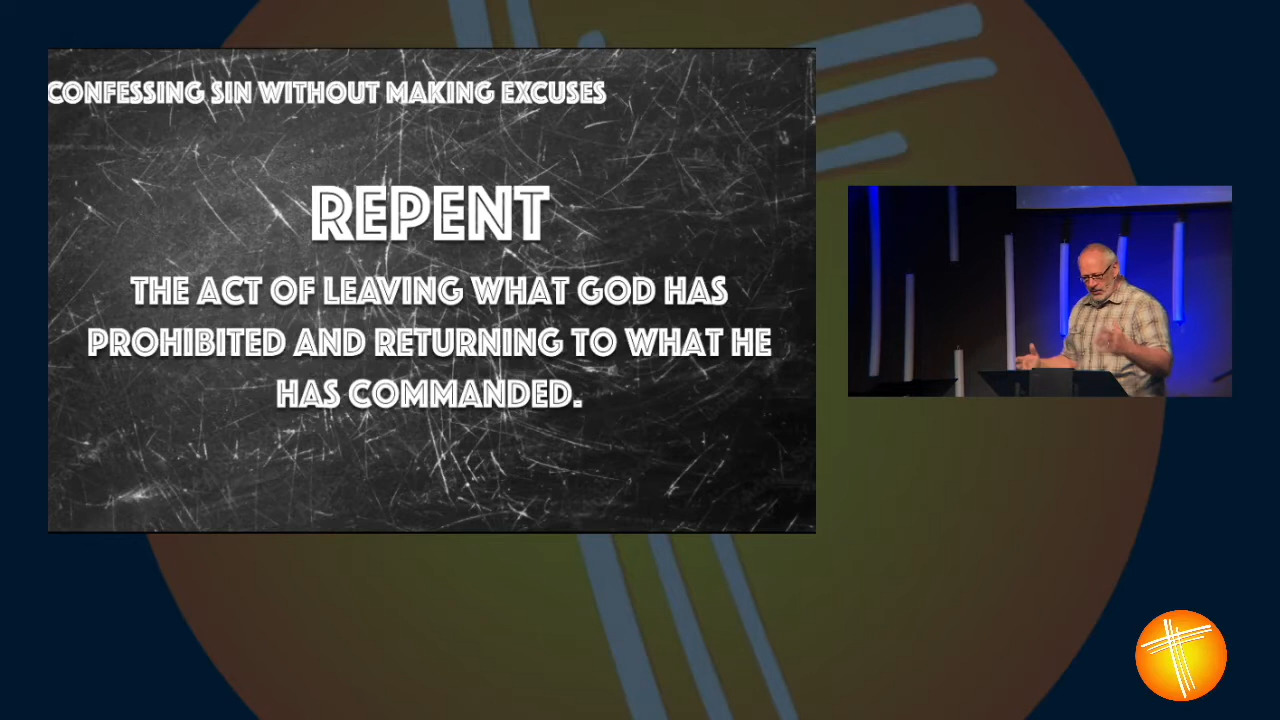 CONFESSING SIN WITHOUT MAKING EXCUSES
REPENT
THE ACT OF LEAVING WHAT GOD HAS
PROHIBITED AND RETURNING TO WHAT HE
HAS COMMANDED.